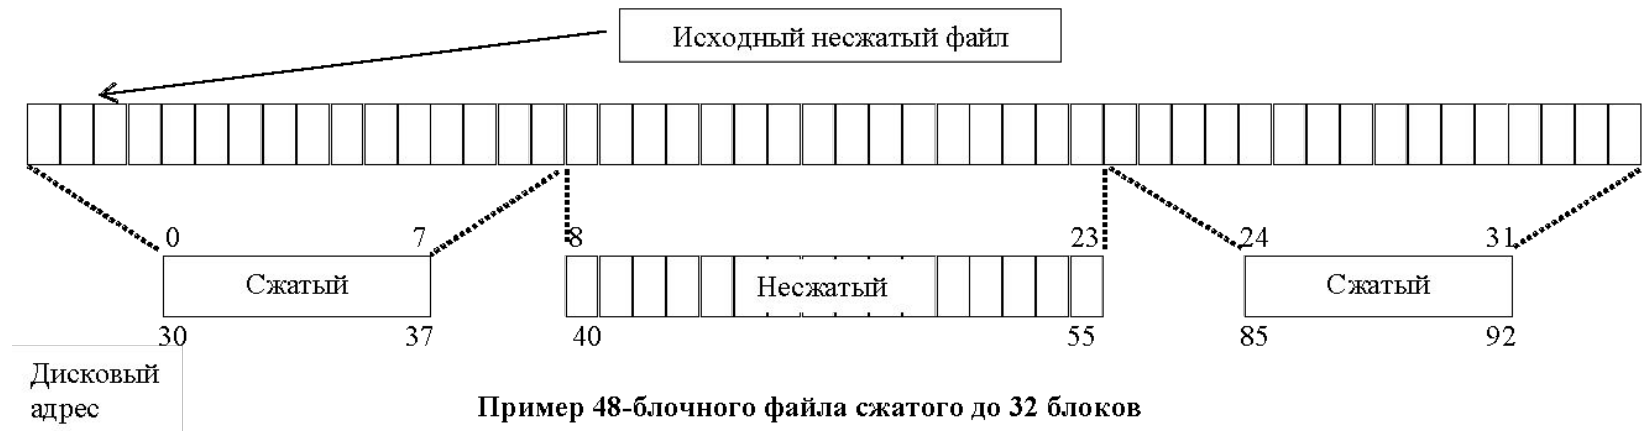 Исходный несжатый файл
0 7 8 23 24 31
Сжатый Несжатый Сжатый
30 37 40 55 85 92
Дисковый
адрес
Пример 48-блочного файла сжатого до 32 блоков